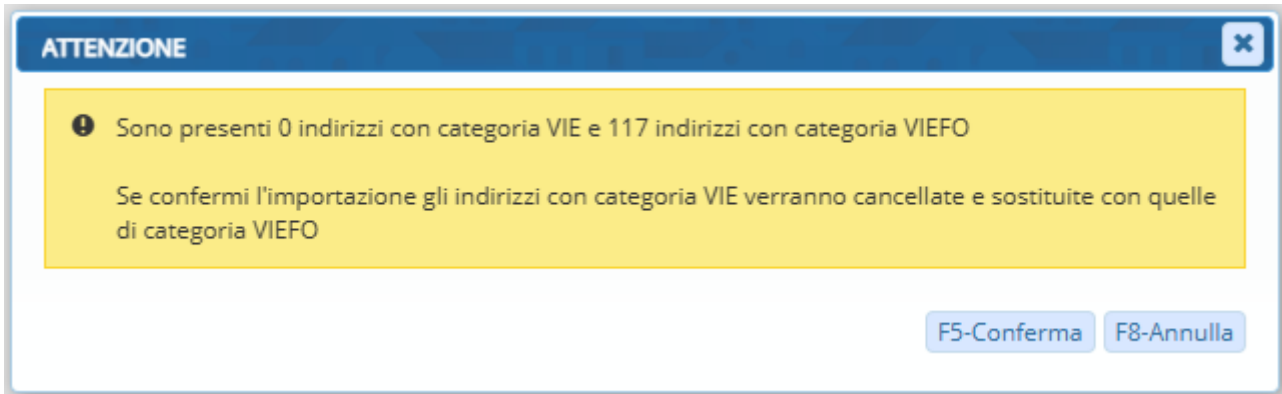 ATTENZIONE
Sono presenti 0 indirizzi con categoria VIE e 117 indirizzi con categoria VIEFO
Se confermi l'importazione gli indirizzi con categoria VIE verranno cancellate e sostituite con quelle
di categoria VIEFO
F5-Conferma F8-Annulla